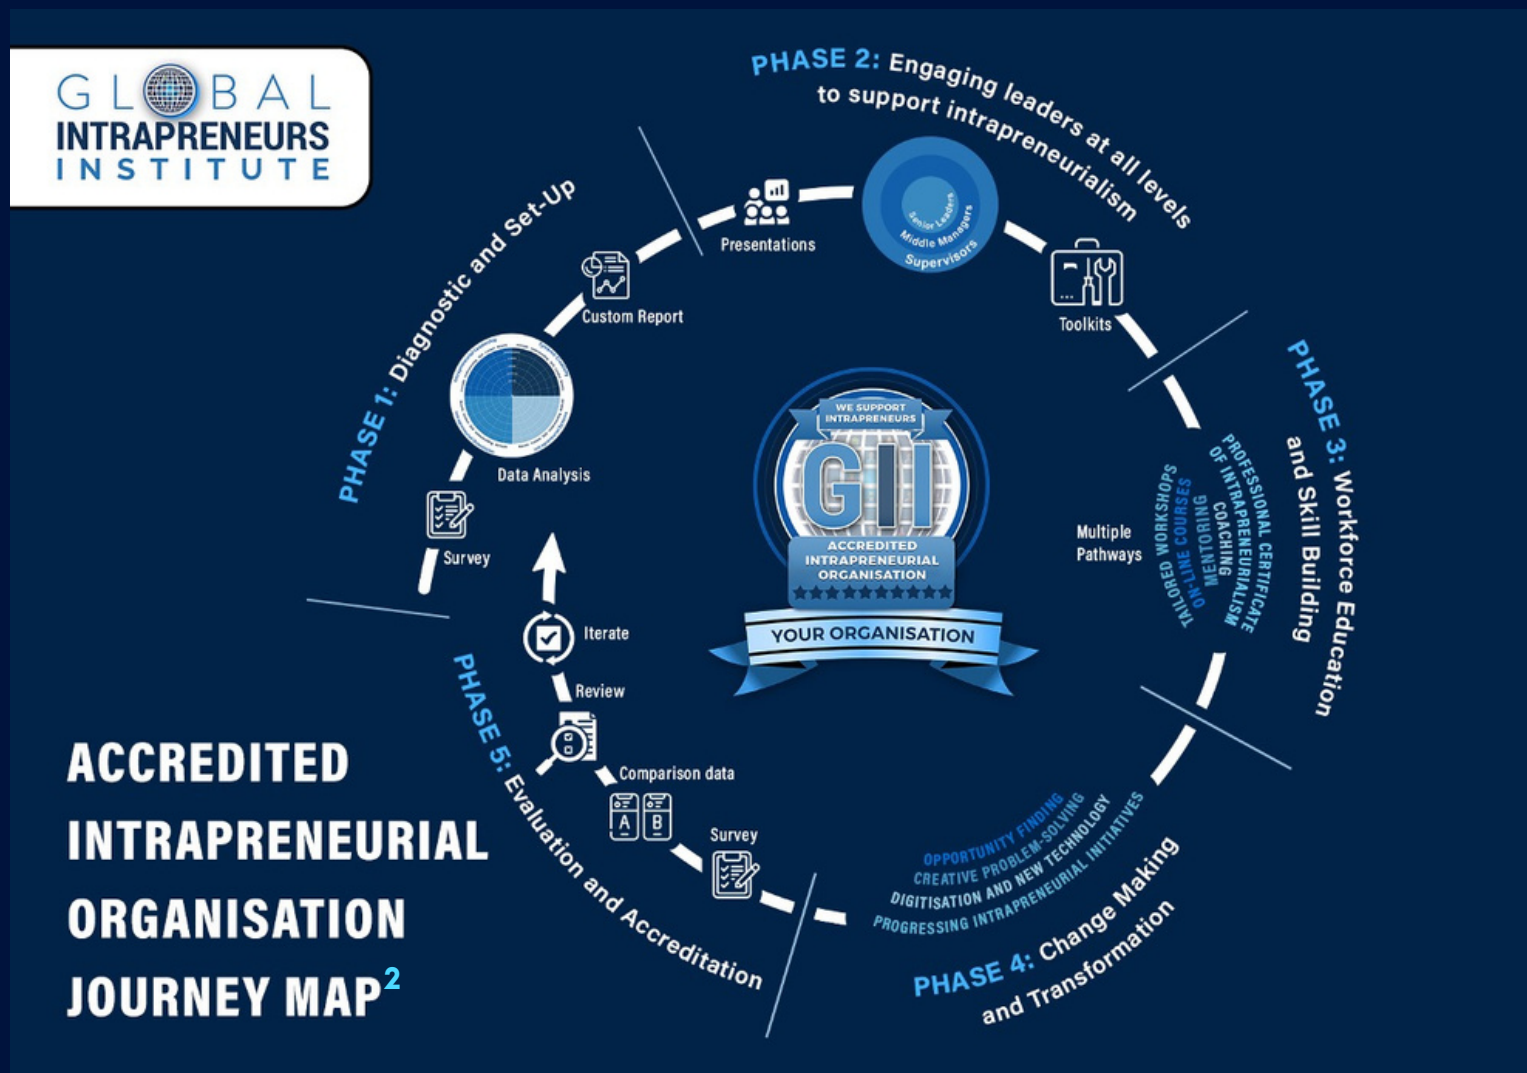 GLOBAL
INTRAPRENEURS
INSTITUTE
PHASE 1: Diagnostic and Set-Up
Survey
Data Analysis
Custom Report
PHASE 2: Engaging leaders at all levels
to support intrapreneurialism
Presentations
Senior Leaders
Middle Managers
Supervisors
Toolkits
PHASE 3: Workforce Education
and Skill Building
Multiple
Pathways
TAILORED WORKSHOPS
ON-LINE COURSES
MENTORING
COACHING
PROFESSIONAL CERTIFICATE
OF INTRAPRENEURIALISM
PHASE 4: Change Making
and Transformation
OPPORTUNITY FINDING
CREATIVE PROBLEM-SOLVING
DIGITISATION AND NEW TECHNOLOGY
PROGRESSING INTRAPRENEURIAL INITIATIVES
PHASE 5: Evaluation and Accreditation
Survey
Comparison data
A B
Review
Iterate
WE SUPPORT
INTRAPRENEURS
GII
ACCREDITED
INTRAPRENEURIAL
ORGANISATION
YOUR ORGANISATION
ACCREDITED
INTRAPRENEURIAL
ORGANISATION
JOURNEY MAP²